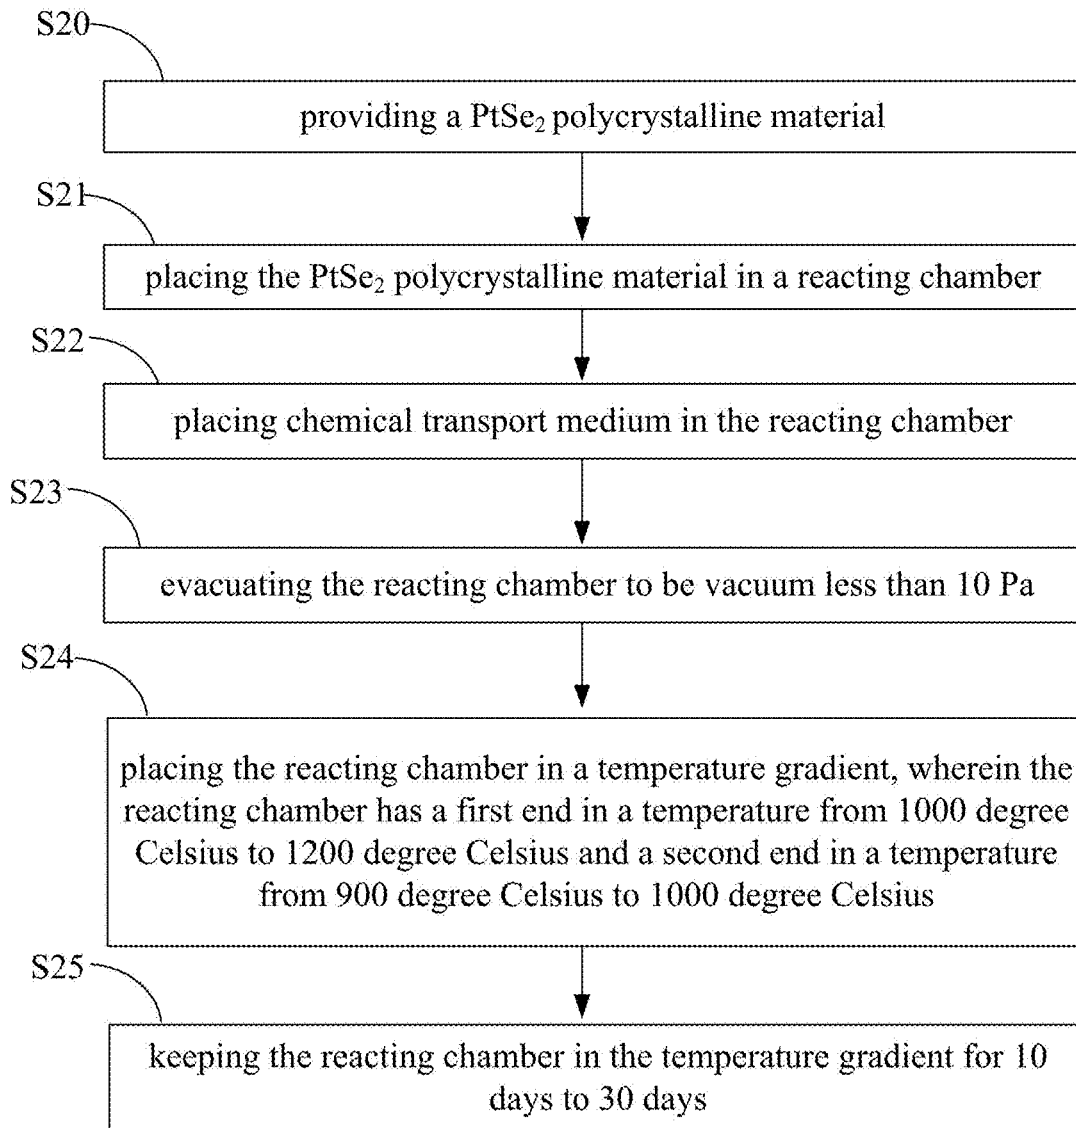 S20
providing a PtSe₂ polycrystalline material
S21
placing the PtSe₂ polycrystalline material in a reacting chamber
S22
placing chemical transport medium in the reacting chamber
S23
evacuating the reacting chamber to be vacuum less than 10 Pa
S24
placing the reacting chamber in a temperature gradient, wherein the
reacting chamber has a first end in a temperature from 1000 degree
Celsius to 1200 degree Celsius and a second end in a temperature
from 900 degree Celsius to 1000 degree Celsius
S25
keeping the reacting chamber in the temperature gradient for 10
days to 30 days